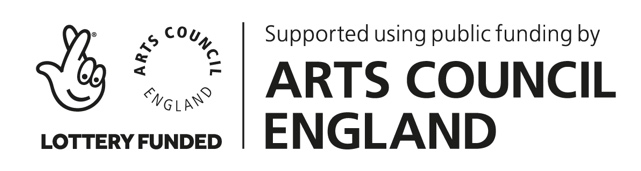 ARTS COUNCIL
ENGLAND
LOTTERY FUNDED
Supported using public funding by
ARTS COUNCIL
ENGLAND